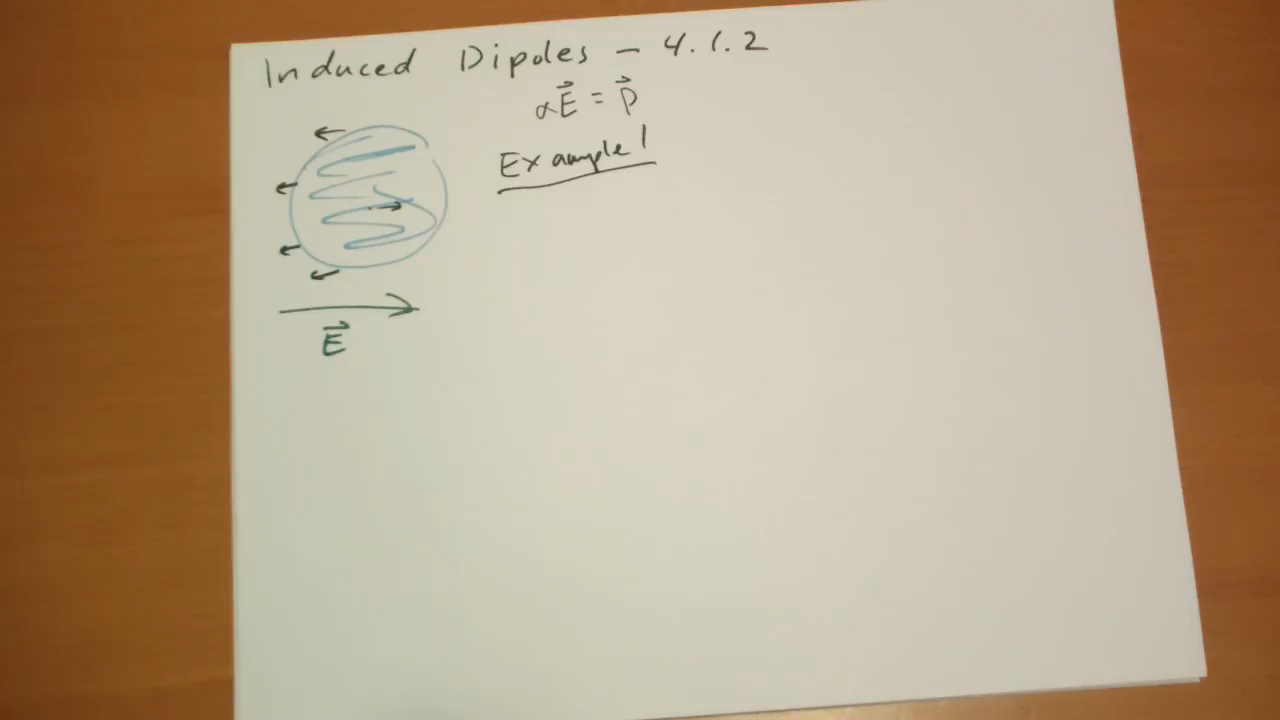 Induced Dipoles - 4.1.2
αE⃗ = p⃗
Example 1
E⃗